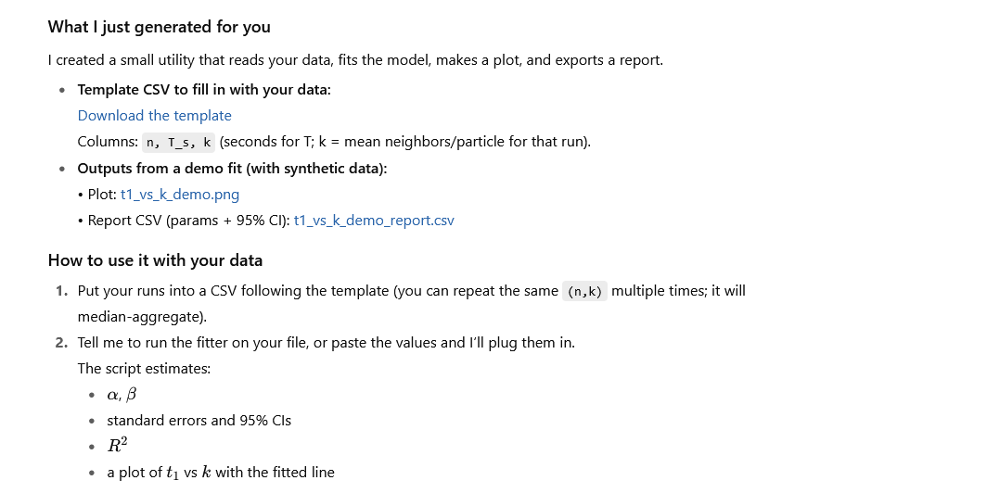 What I just generated for you
I created a small utility that reads your data, fits the model, makes a plot, and exports a report.
• Template CSV to fill in with your data:
Download the template
Columns: n, T_s, k (seconds for T; k = mean neighbors/particle for that run).
• Outputs from a demo fit (with synthetic data):
• Plot: t1_vs_k_demo.png
• Report CSV (params + 95% CI): t1_vs_k_demo_report.csv
How to use it with your data
1. Put your runs into a CSV following the template (you can repeat the same (n,k) multiple times; it will
median-aggregate).
2. Tell me to run the fitter on your file, or paste the values and I’ll plug them in.
The script estimates:
• α, β
• standard errors and 95% CIs
• R²
• a plot of t₁ vs k with the fitted line